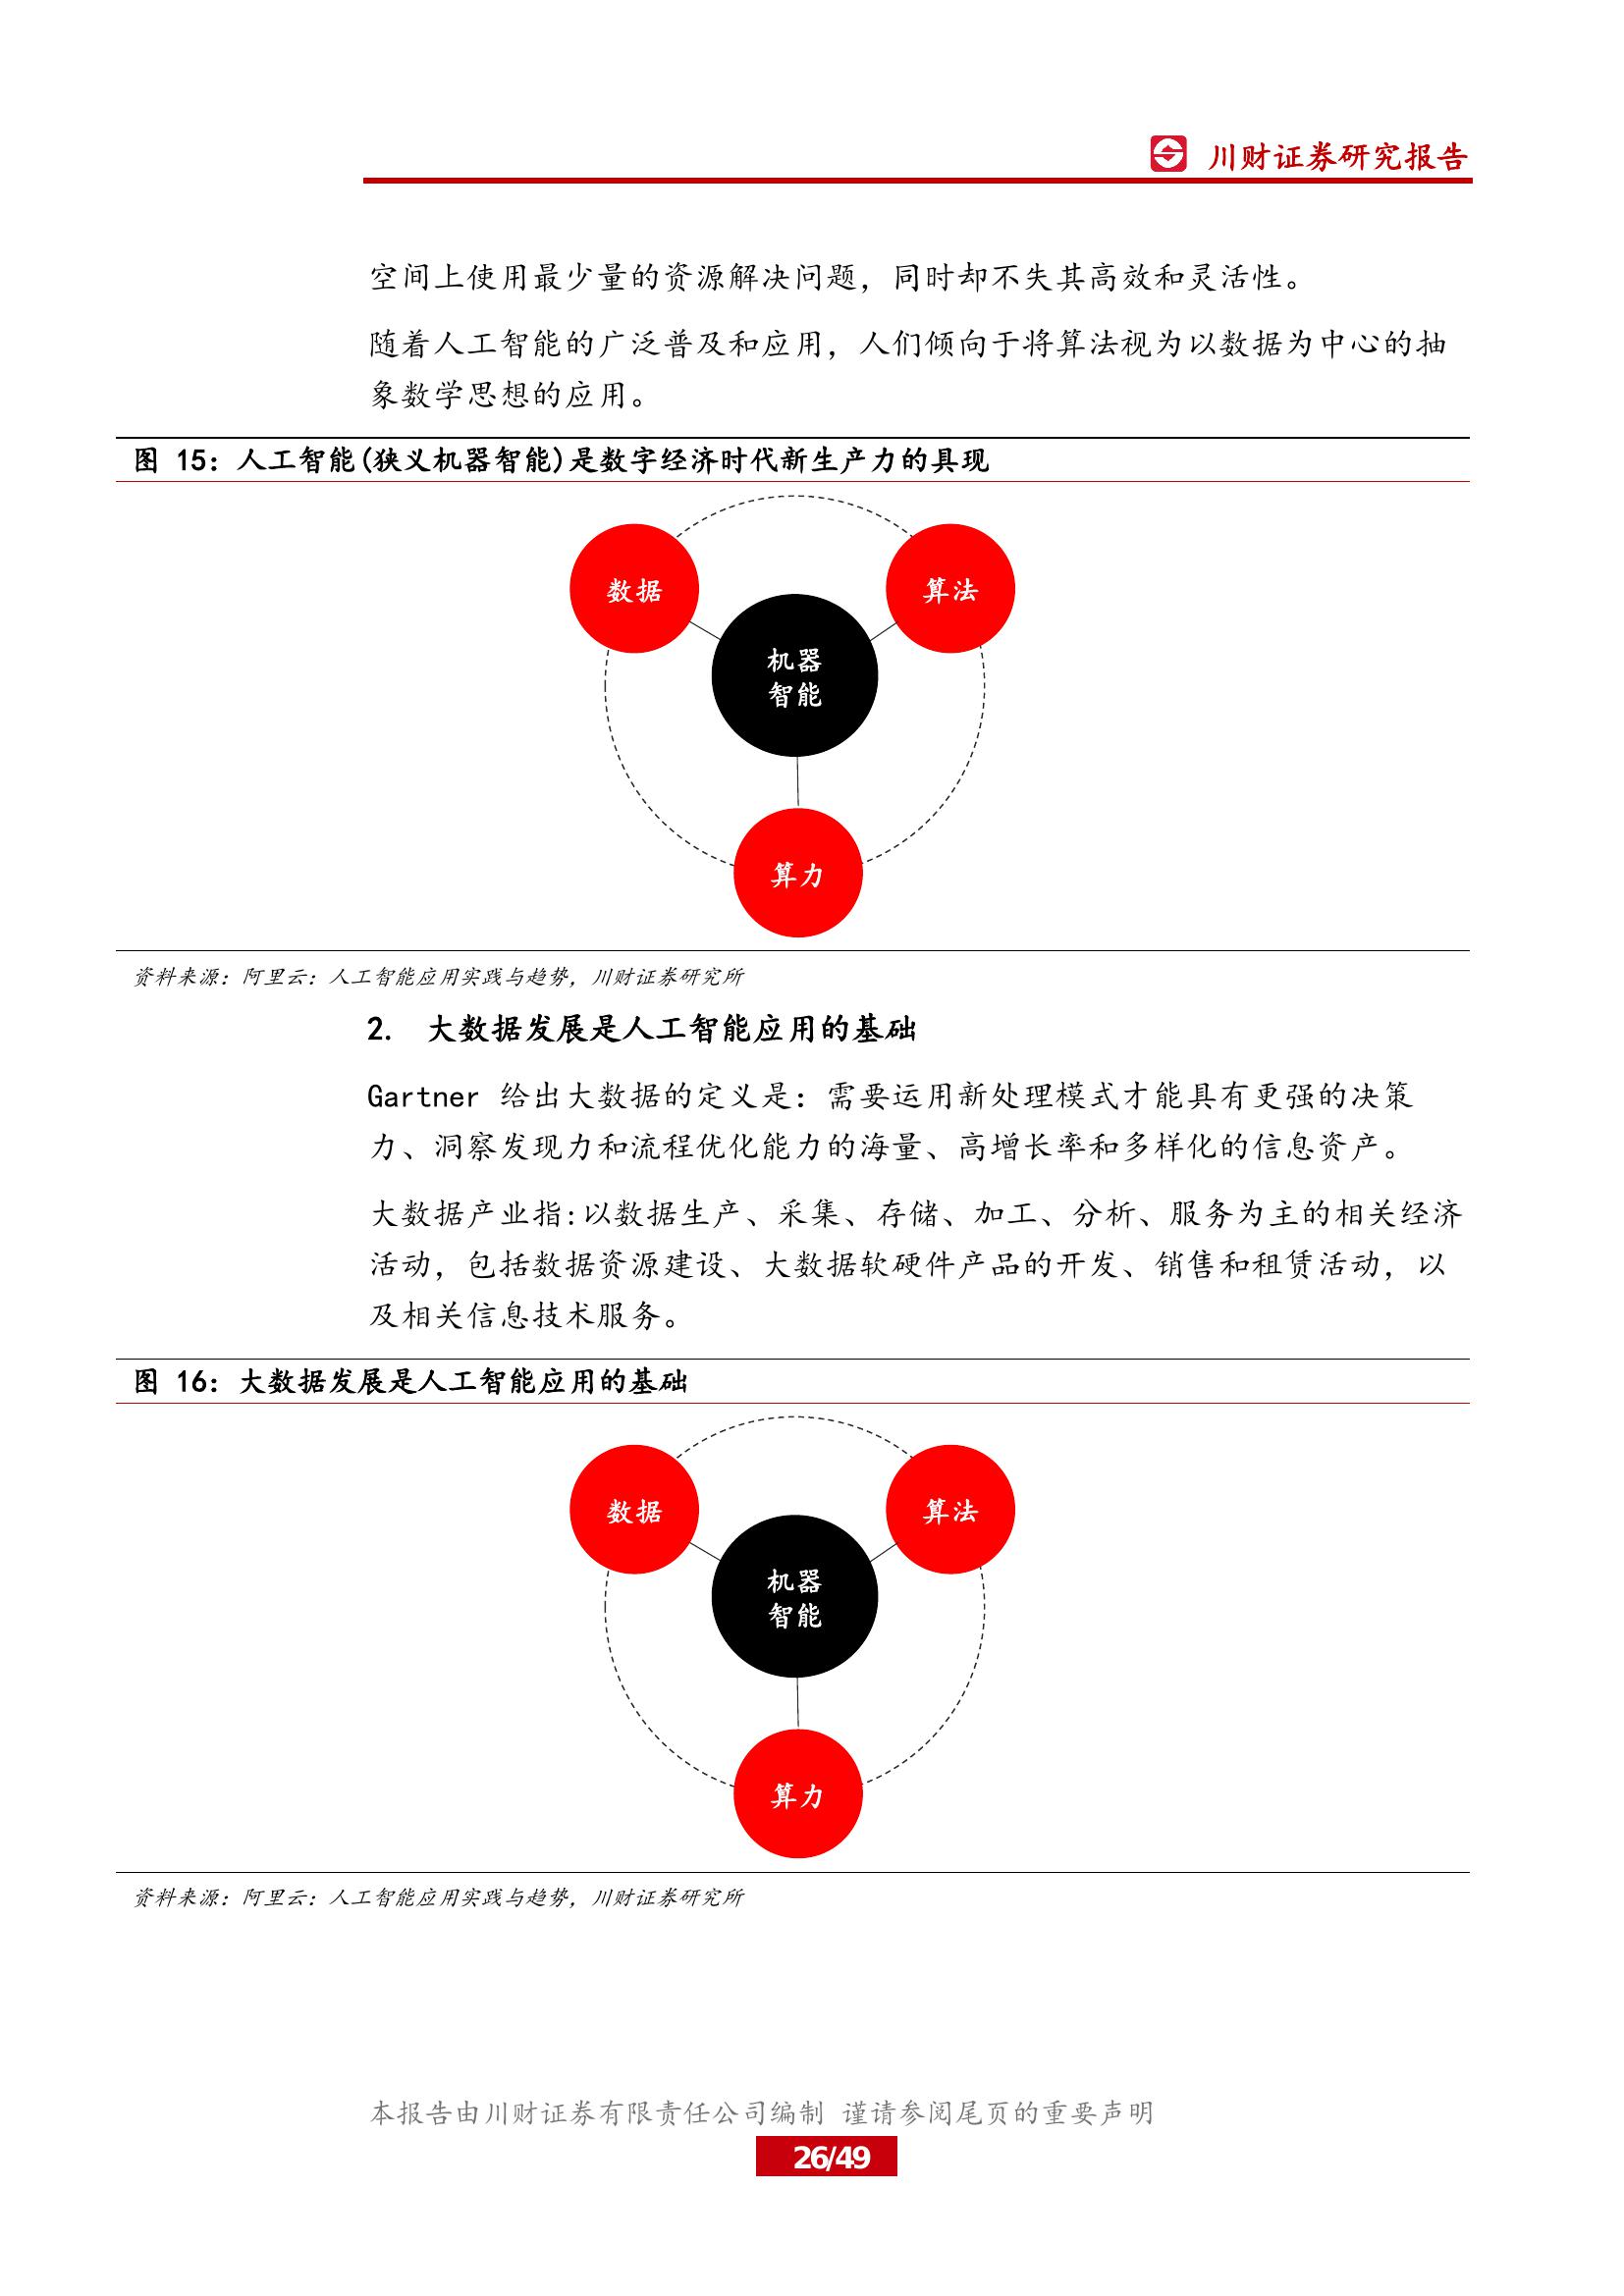 川财证券研究报告
空间上使用最少量的资源解决问题，同时却不失其高效和灵活性。
随着人工智能的广泛普及和应用，人们倾向于将算法视为以数据为中心的抽
象数学思想的应用。
图 15：人工智能(狭义机器智能)是数字经济时代新生产力的具现
数据
算法
机器
智能
算力
资料来源：阿里云：人工智能应用实践与趋势，川财证券研究所
2. 大数据发展是人工智能应用的基础
Gartner 给出大数据的定义是：需要运用新处理模式才能具有更强的决策
力、洞察发现力和流程优化能力的海量、高增长率和多样化的信息资产。
大数据产业指:以数据生产、采集、存储、加工、分析、服务为主的相关经济
活动，包括数据资源建设、大数据软硬件产品的开发、销售和租赁活动，以
及相关信息技术服务。
图 16：大数据发展是人工智能应用的基础
数据
算法
机器
智能
算力
资料来源：阿里云：人工智能应用实践与趋势，川财证券研究所
本报告由川财证券有限责任公司编制 谨请参阅尾页的重要声明
26/49